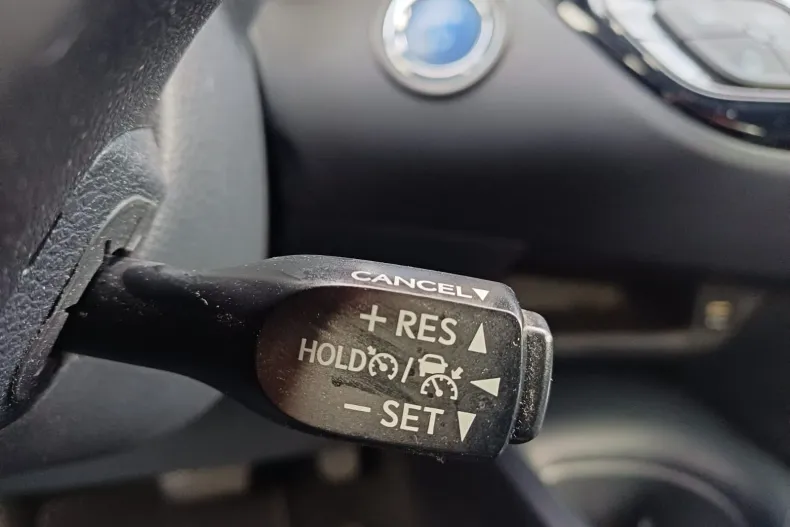 CANCEL▼
+ RES ▲
HOLD / ◀
− SET ▼